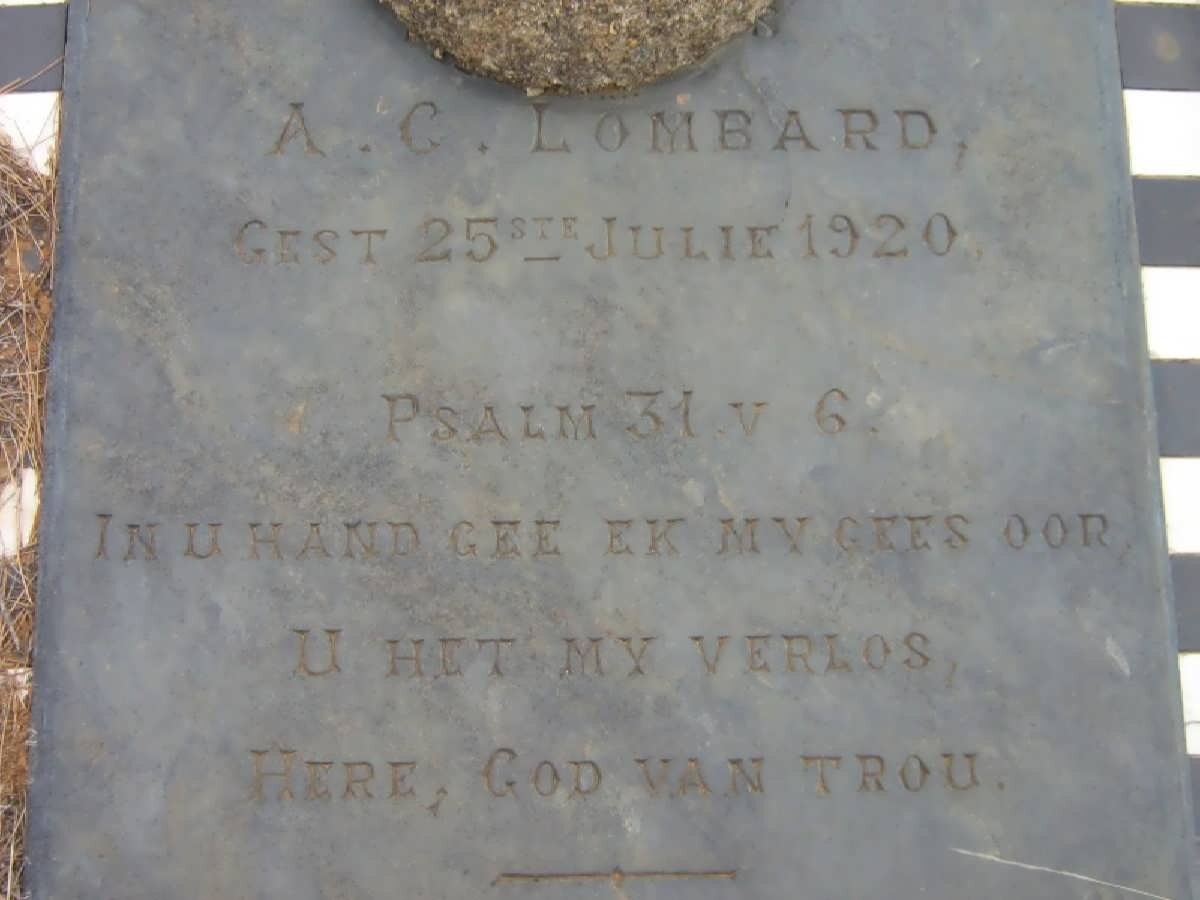 A. C. LOMBARD,
GEST 25STE JULIE 1920.
PSALM 31. V 6.
IN U HAND GEE EK MY GEES OOR,
U HET MY VERLOS,
HERE, GOD VAN TROU.